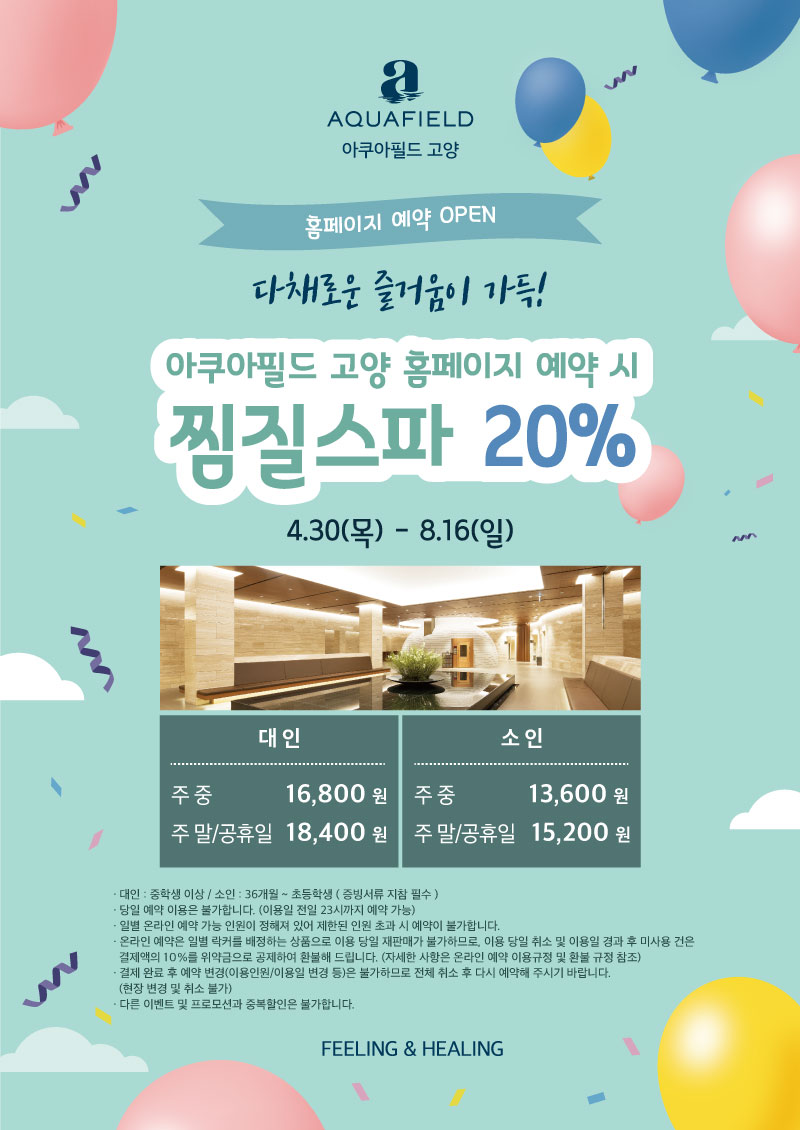 a
AQUAFIELD
아쿠아필드 고양
홈페이지 예약 OPEN
다채로운 즐거움이 가득!
아쿠아필드 고양 홈페이지 예약 시
찜질스파 20%
4.30(목) - 8.16(일)
대인
주중 16,800 원
주말/공휴일 18,400 원
소인
주중 13,600 원
주말/공휴일 15,200 원
· 대인 : 중학생 이상 / 소인 : 36개월 ~ 초등학생 ( 증빙서류 지참 필수 )
· 당일 예약 이용은 불가합니다. (이용일 전일 23시까지 예약 가능)
· 일별 온라인 예약 가능 인원이 정해져 있어 제한된 인원 초과 시 예약이 불가합니다.
· 온라인 예약은 일별 락커를 배정하는 상품으로 이용 당일 재판매가 불가하므로, 이용 당일 취소 및 이용일 경과 후 미사용 건은
결제액의 10%를 위약금으로 공제하여 환불해 드립니다. (자세한 사항은 온라인 예약 이용규정 및 환불 규정 참조)
· 결제 완료 후 예약 변경(이용인원/이용일 변경 등)은 불가하므로 전체 취소 후 다시 예약해 주시기 바랍니다.
(현장 변경 및 취소 불가)
· 다른 이벤트 및 프로모션과 중복할인은 불가합니다.
FEELING & HEALING